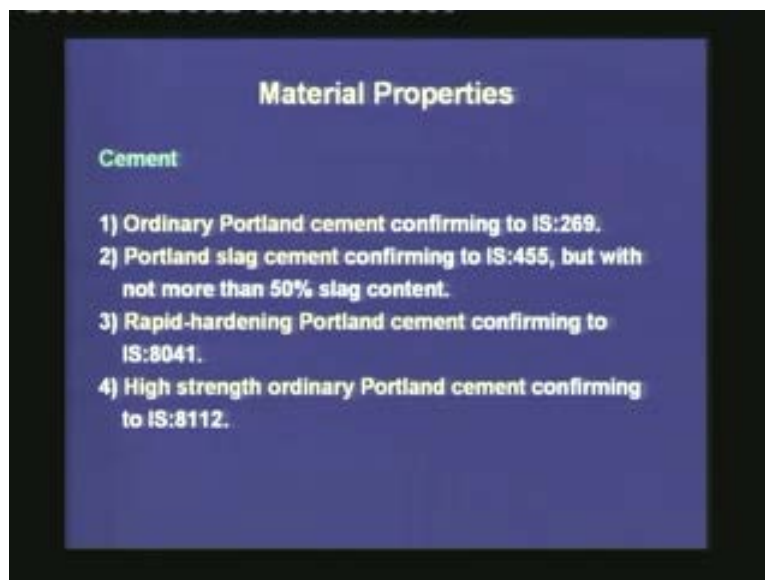 Material Properties
Cement
1) Ordinary Portland cement confirming to IS:269.
2) Portland slag cement confirming to IS:455, but with
not more than 50% slag content.
3) Rapid-hardening Portland cement confirming to
IS:8041.
4) High strength ordinary Portland cement confirming
to IS:8112.